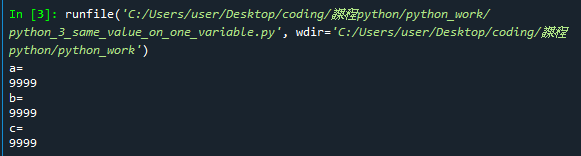 In [3]: runfile('C:/Users/user/Desktop/coding/課程python/python_work/
python_3_same_value_on_one_variable.py', wdir='C:/Users/user/Desktop/coding/課程
python/python_work')
a=
9999
b=
9999
c=
9999